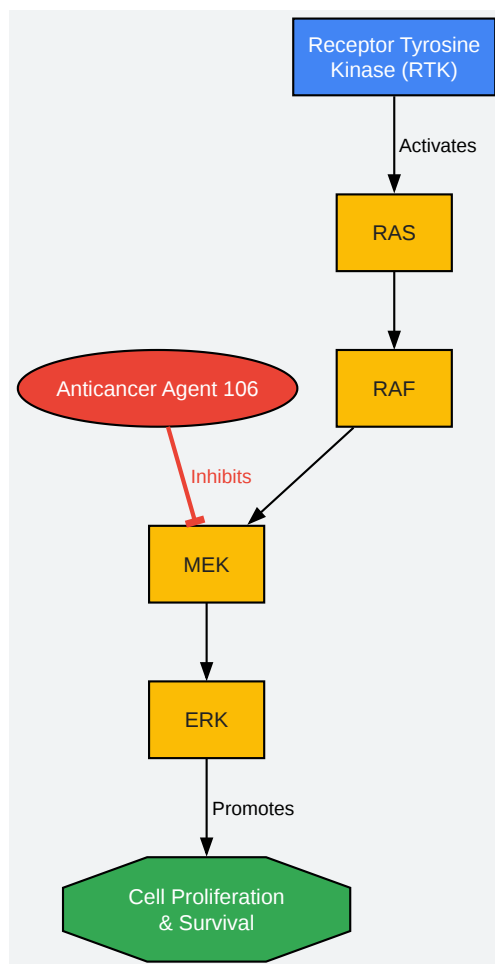 Receptor Tyrosine
Kinase (RTK)
Activates
RAS
Anticancer Agent 106
RAF
Inhibits
MEK
ERK
Promotes
Cell Proliferation
& Survival